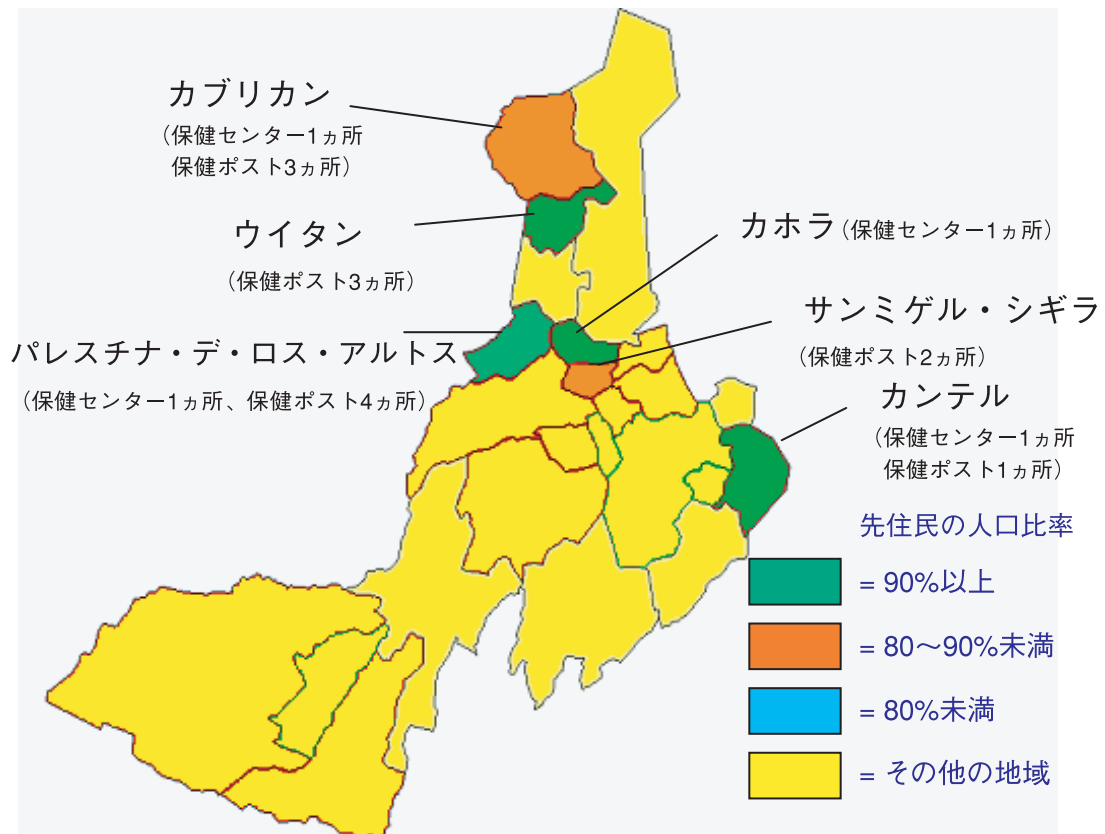 カブリカン
（保健センター1ヵ所
保健ポスト3ヵ所）
ウイタン
（保健ポスト3ヵ所）
カホラ（保健センター1ヵ所）
サンミゲル・シギラ
（保健ポスト2ヵ所）
パレスチナ・デ・ロス・アルトス
（保健センター1ヵ所、保健ポスト4ヵ所）
カンテル
（保健センター1ヵ所
保健ポスト1ヵ所）
先住民の人口比率
= 90%以上
= 80～90%未満
= 80%未満
= その他の地域